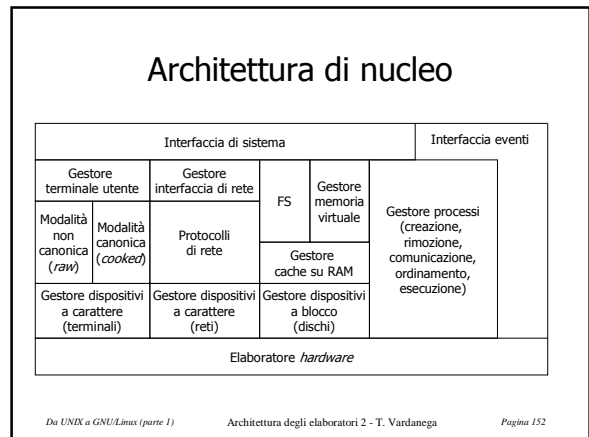 Architettura di nucleo
Interfaccia di sistema
Interfaccia eventi
Gestore
terminale utente
Gestore
interfaccia di rete
FS
Gestore
memoria
virtuale
Gestore processi
(creazione,
rimozione,
comunicazione,
ordinamento,
esecuzione)
Modalità
non
canonica
(raw)
Modalità
canonica
(cooked)
Protocolli
di rete
Gestore
cache su RAM
Gestore dispositivi
a carattere
(terminali)
Gestore dispositivi
a carattere
(reti)
Gestore dispositivi
a blocco
(dischi)
Elaboratore hardware
Da UNIX a GNU/Linux (parte 1)
Architettura degli elaboratori 2 - T. Vardanega
Pagina 152